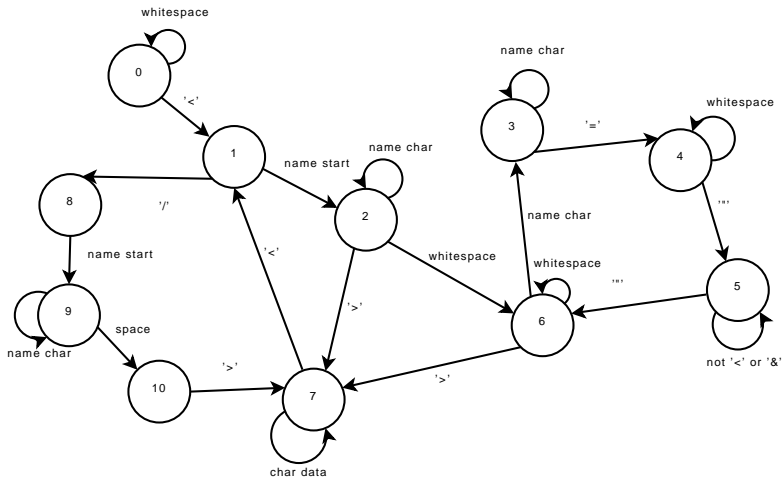 whitespace
0
'<'
name char
3
'='
whitespace
4
'"'
1
name start
name char
2
8
'/'
name start
'<'
whitespace
'>'
name char
whitespace
6
'"'
5
not '<' or '&'
9
name char
space
10
'>'
7
'>'
char data